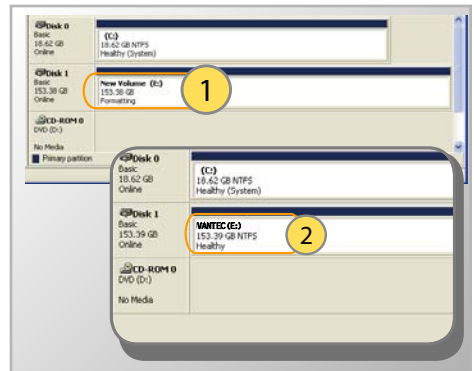 Disk 0
Basic
18.62 GB
Online
(C:)
18.62 GB NTFS
Healthy (System)
Disk 1
Basic
153.38 GB
Online
New Volume (E:)
153.38 GB
Formatting
1
CD-ROM 0
DVD (D:)
No Media
Primary partition
Disk 0
Basic
18.62 GB
Online
(C:)
18.62 GB NTFS
Healthy (System)
Disk 1
Basic
153.39 GB
Online
VANTEC (E:)
153.39 GB NTFS
Healthy
2
CD-ROM 0
DVD (D:)
No Media